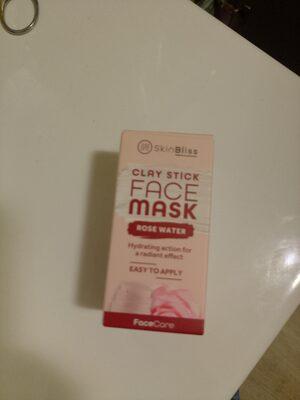 SkinBliss
CLAY STICK
FACE
MASK
ROSE WATER
Hydrating action for
a radiant effect
EASY TO APPLY
FaceCare